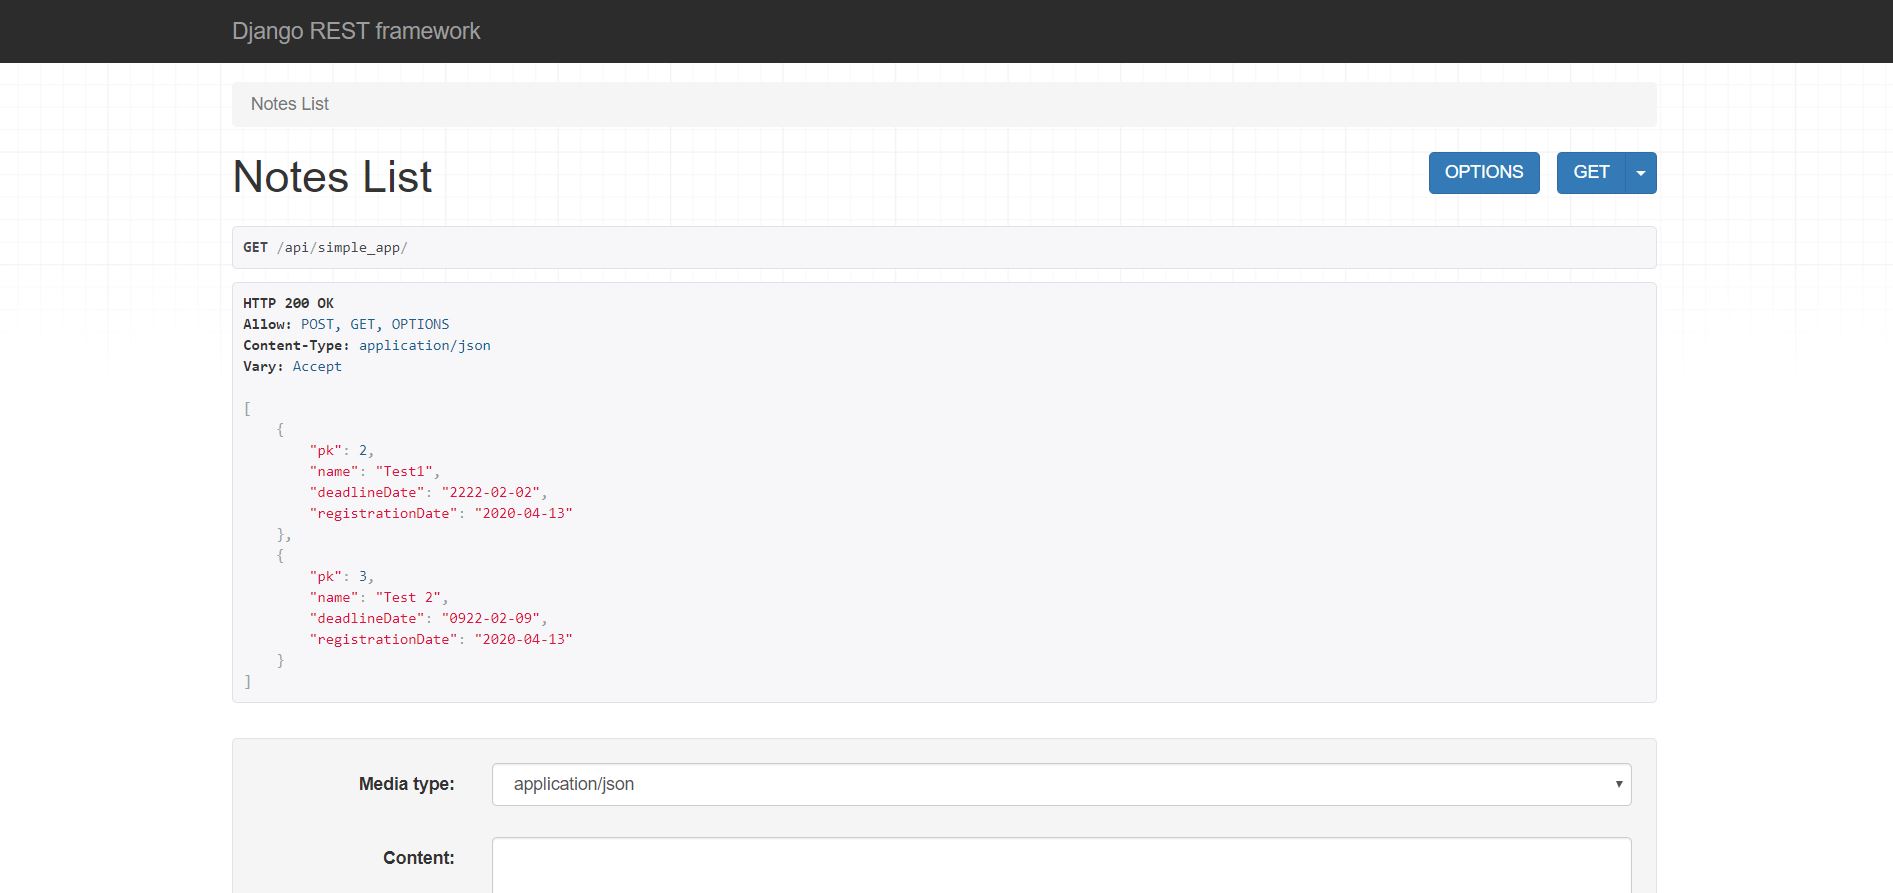 Django REST framework
Notes List
Notes List
OPTIONS
GET
GET /api/simple_app/
HTTP 200 OK
Allow: POST, GET, OPTIONS
Content-Type: application/json
Vary: Accept
[
    {
        "pk": 2,
        "name": "Test1",
        "deadlineDate": "2222-02-02",
        "registrationDate": "2020-04-13"
    },
    {
        "pk": 3,
        "name": "Test 2",
        "deadlineDate": "0922-02-09",
        "registrationDate": "2020-04-13"
    }
]
Media type:
application/json
Content: